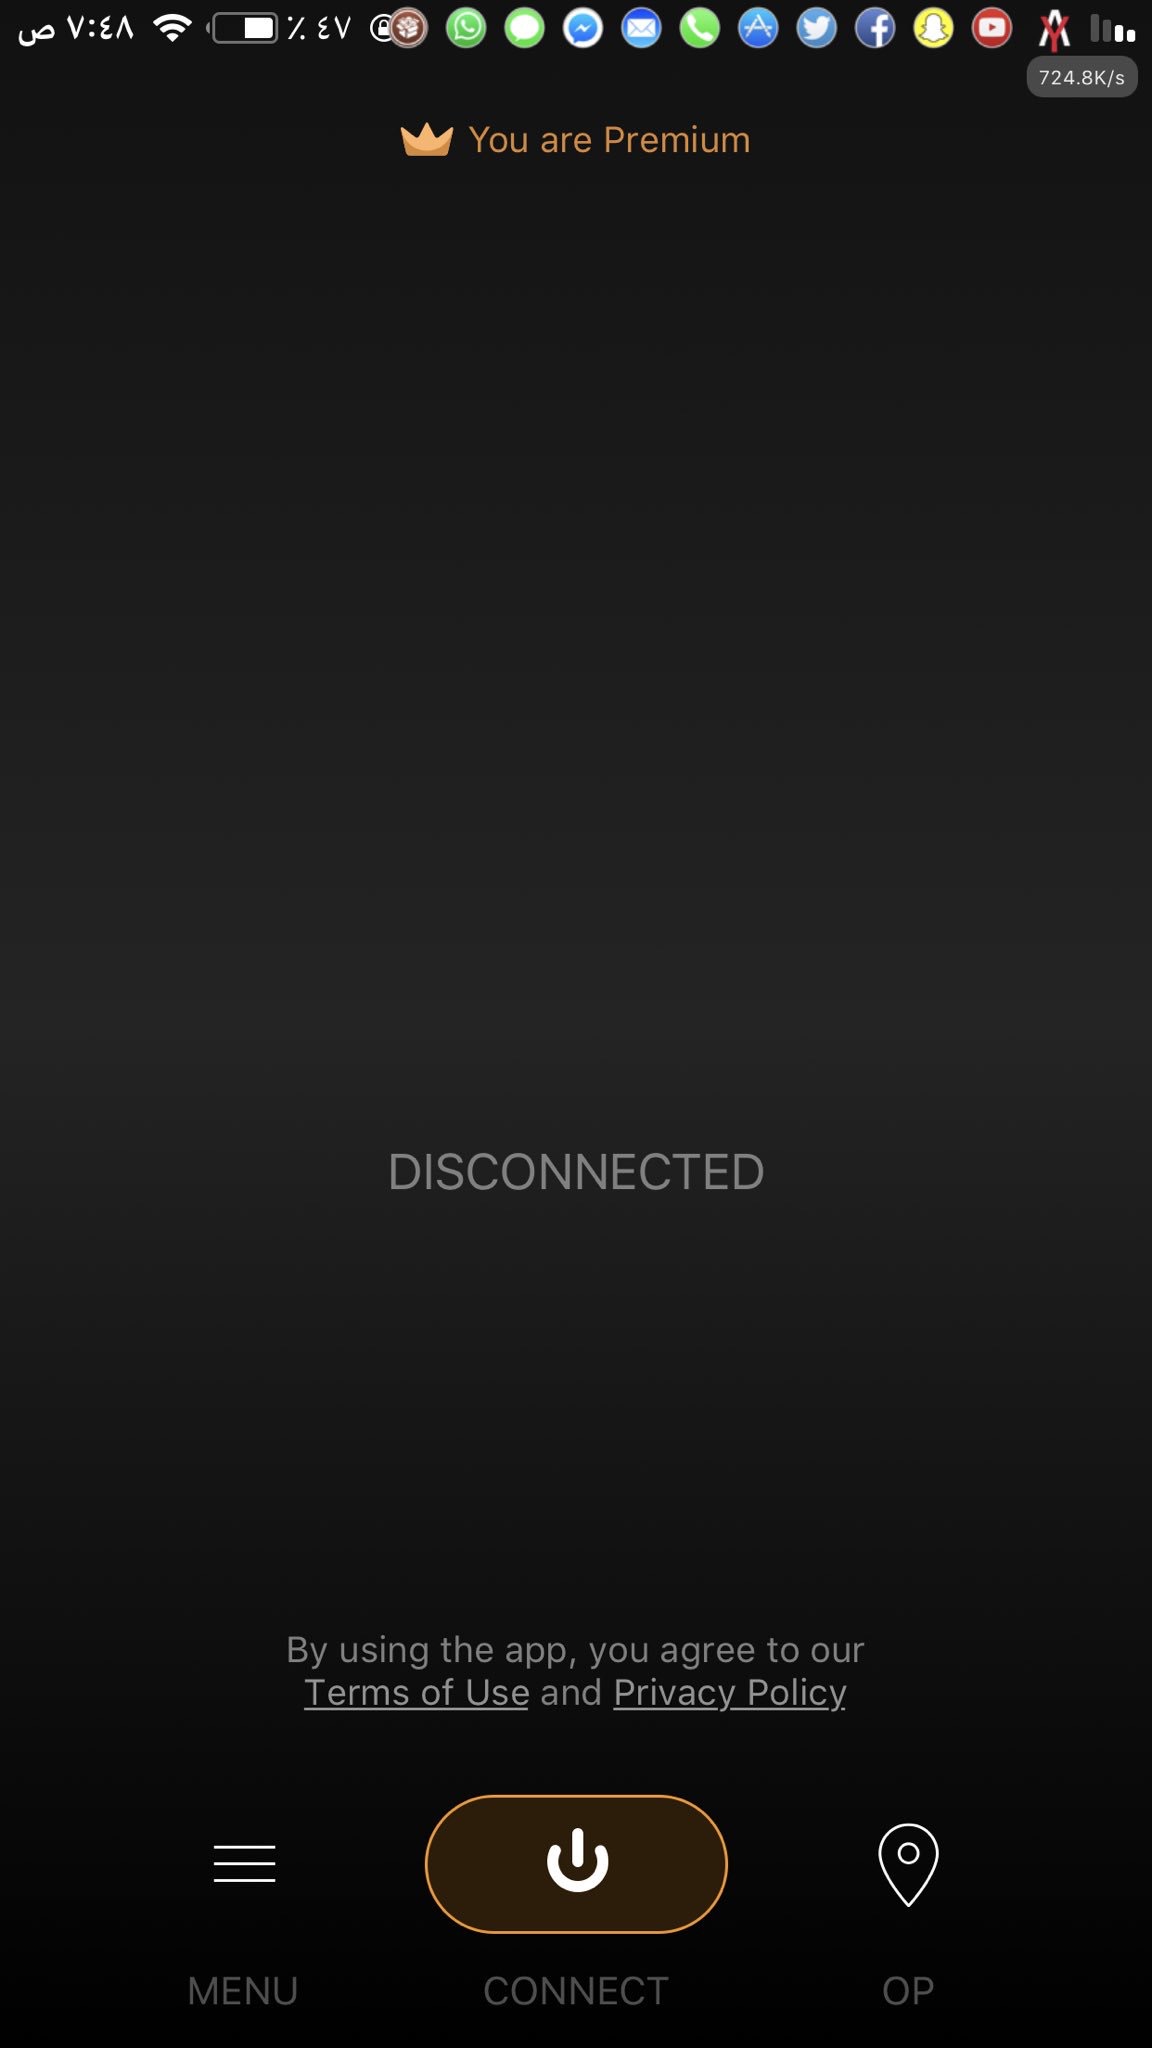 ٧:٤٨ ص
٪ ٤٧
724.8K/s
You are Premium
DISCONNECTED
By using the app, you agree to our
Terms of Use and Privacy Policy
MENU CONNECT OP